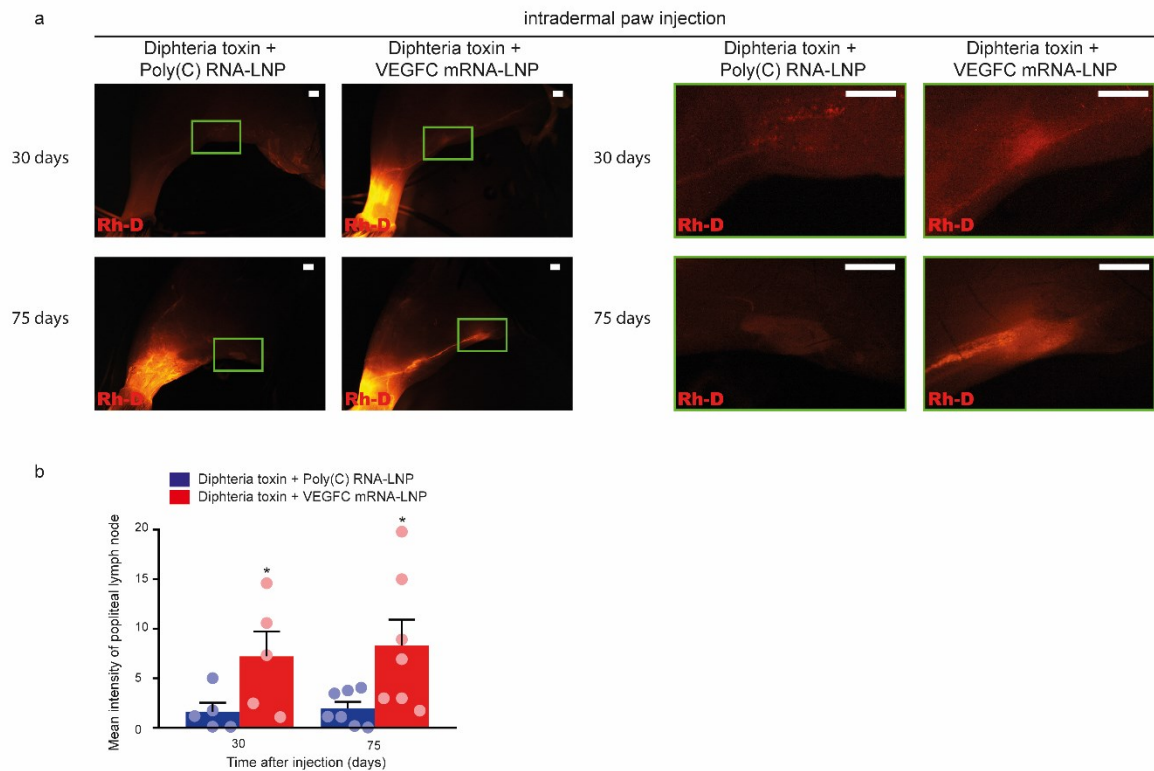 a
intradermal paw injection
Diphteria toxin +
Poly(C) RNA-LNP
Diphteria toxin +
VEGFC mRNA-LNP
Diphteria toxin +
Poly(C) RNA-LNP
Diphteria toxin +
VEGFC mRNA-LNP
30 days
Rh-D
Rh-D
30 days
Rh-D
Rh-D
75 days
Rh-D
Rh-D
75 days
Rh-D
Rh-D
b
Diphteria toxin + Poly(C) RNA-LNP
Diphteria toxin + VEGFC mRNA-LNP
Mean intensity of popliteal lymph node
20
15
10
5
0
*
*
30
75
Time after injection (days)